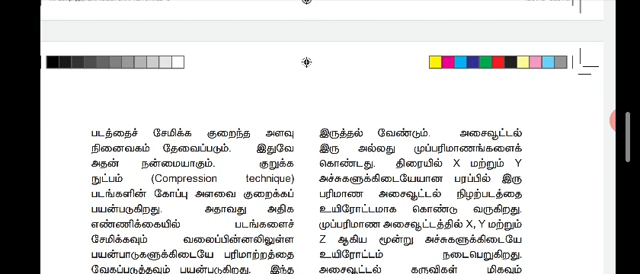 படத்தைச் சேமிக்க குறைந்த அளவு
நினைவகம் தேவைப்படும். இதுவே
அதன் நன்மையாகும். குறுக்க
நுட்பம் (Compression technique)
படங்களின் கோப்பு அளவை குறைக்கப்
பயன்படுகிறது. அதாவது அதிக
எண்ணிக்கையில் படங்களைச்
சேமிக்கவும் வலைப்பின்னலிலுள்ள
பயன்பாடுகளுக்கிடையே பரிமாற்றத்தை
வேகப்படுத்தவும் பயன்படுகிறது. இந்த
இருத்தல் வேண்டும். அசைவூட்டல்
இரு அல்லது முப்பரிமாணங்களைக்
கொண்டது. திரையில் X மற்றும் Y
அச்சுகளுக்கிடையேயான பரப்பில் இரு
பரிமாண அசைவூட்டல் நிழற்படத்தை
உயிரோட்டமாக கொண்டு வருகிறது.
முப்பரிமாண அசைவூட்டத்தில் X, Y மற்றும்
Z ஆகிய மூன்று அச்சுகளுக்கிடையே
உயிரோட்டம் நடைபெறுகிறது.
அசைவூட்டல் கருவிகள் மிகவும்